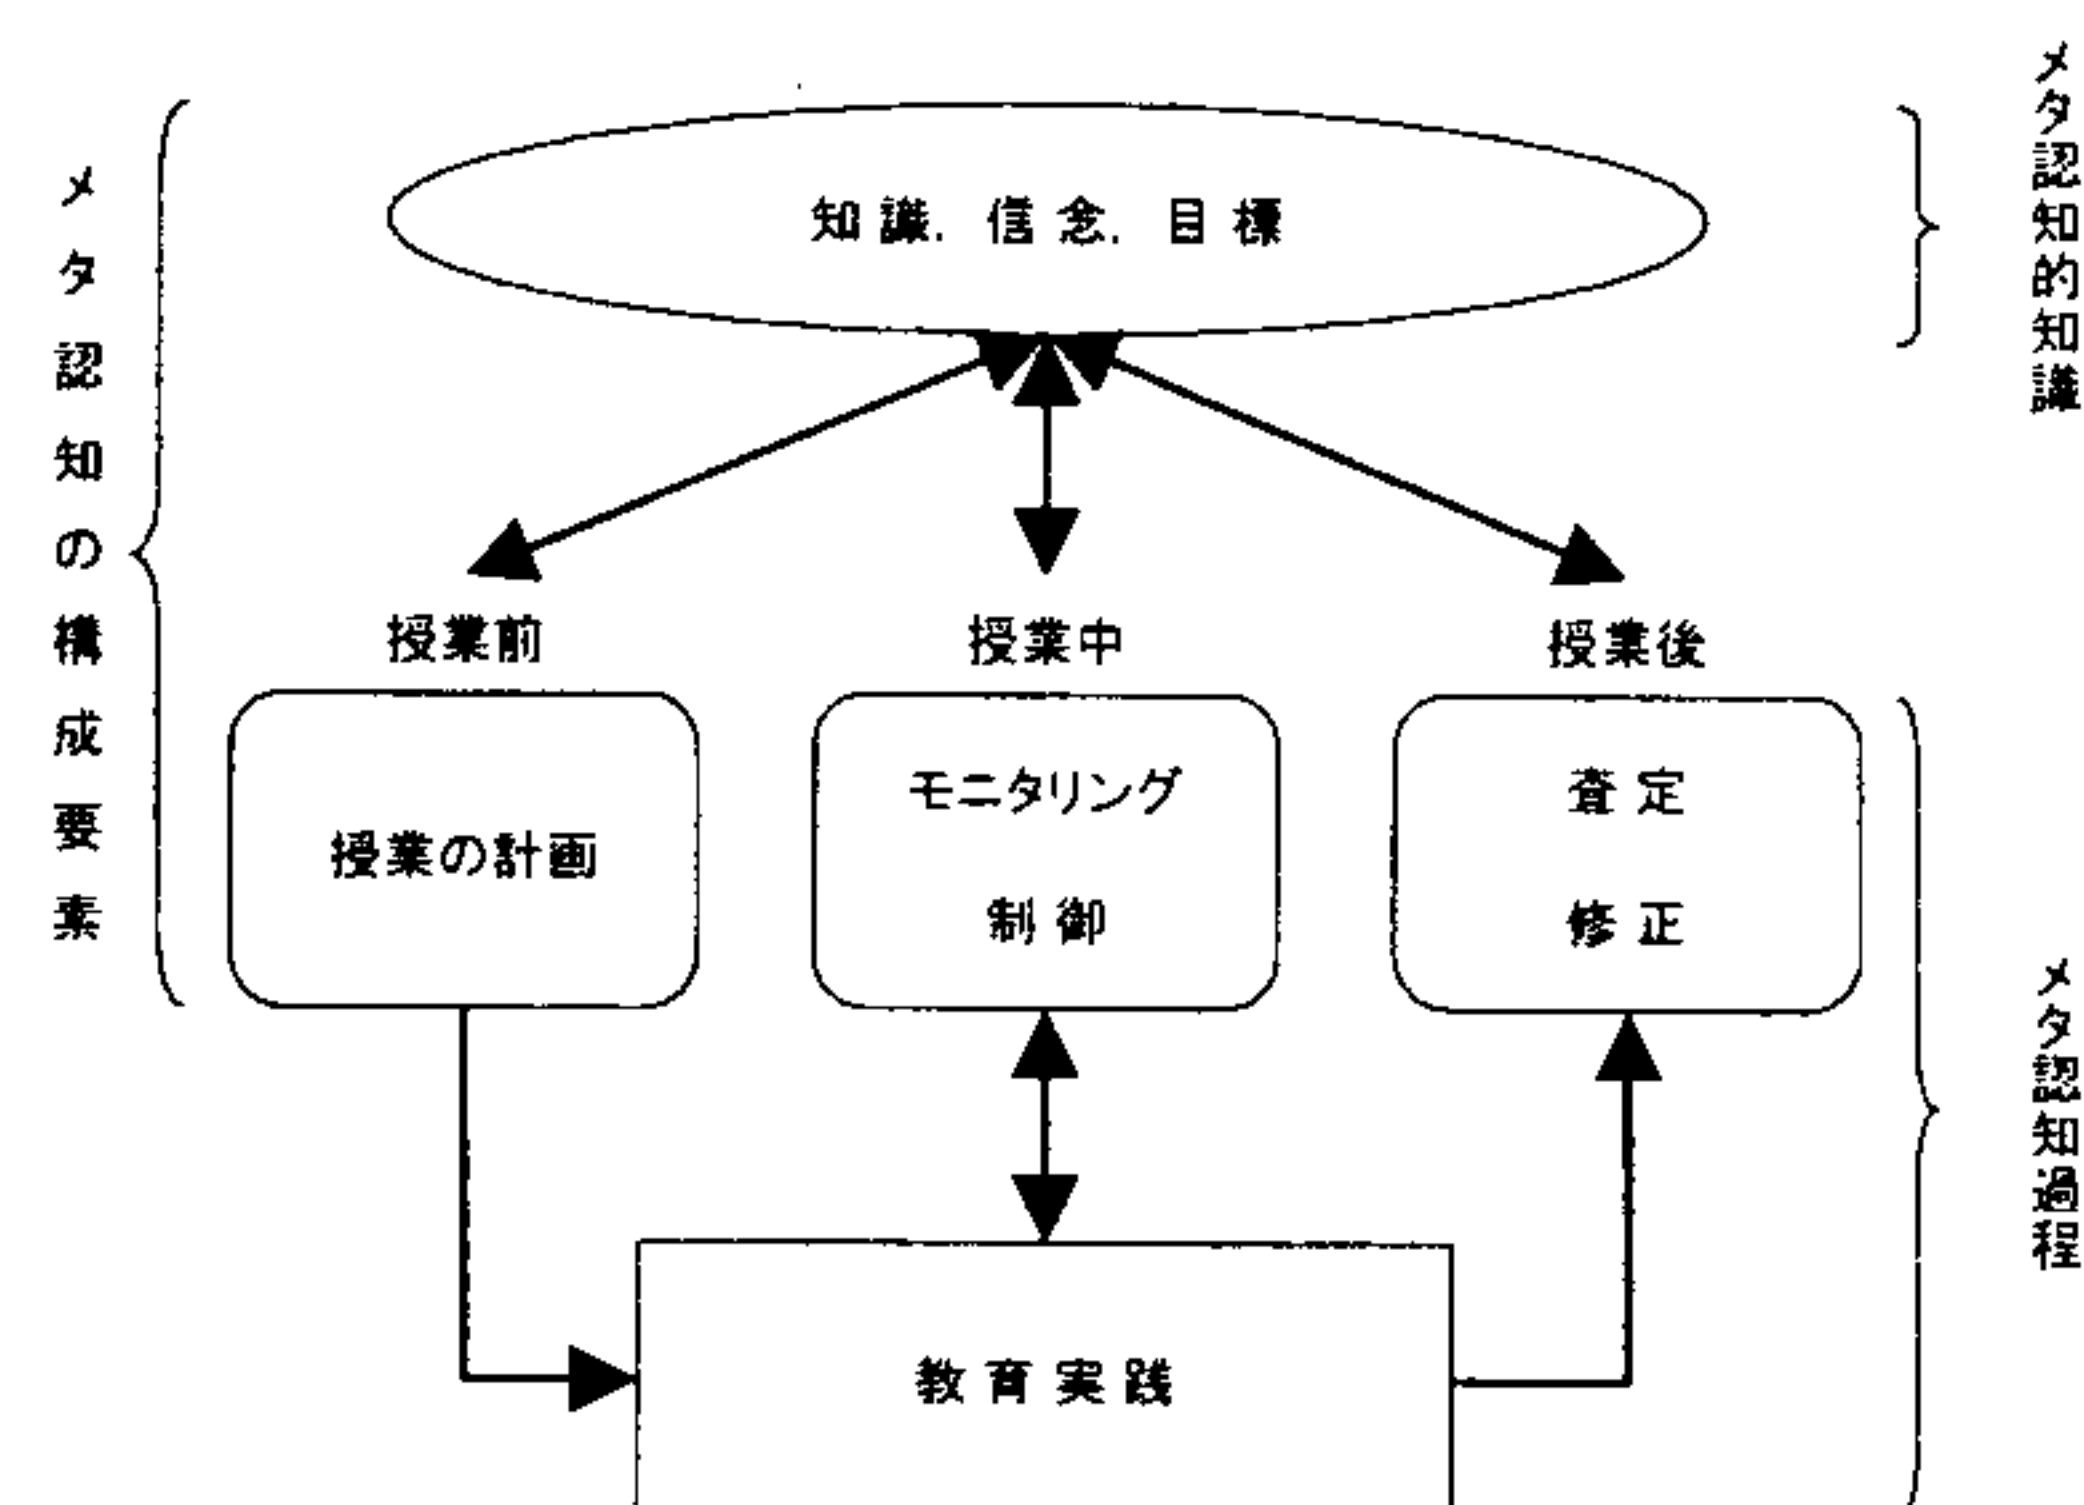 メタ認知の構成要素
メタ認知的知識
知識，信念，目標
授業前
授業中
授業後
授業の計画
モニタリング
制御
査定
修正
メタ認知過程
教育実践